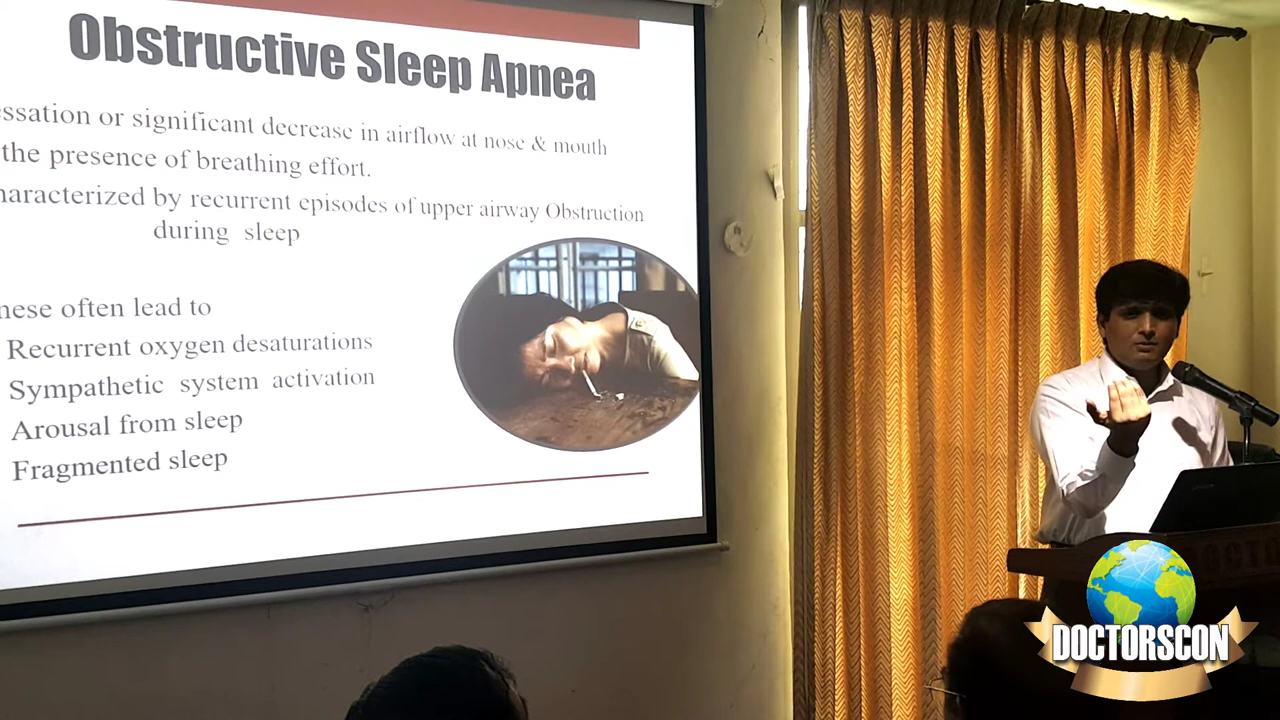 Obstructive Sleep Apnea
essation or significant decrease in airflow at nose & mouth
the presence of breathing effort.
haracterized by recurrent episodes of upper airway Obstruction
during sleep
hese often lead to
Recurrent oxygen desaturations
Sympathetic system activation
Arousal from sleep
Fragmented sleep
DOCTO
DOCTORSCON